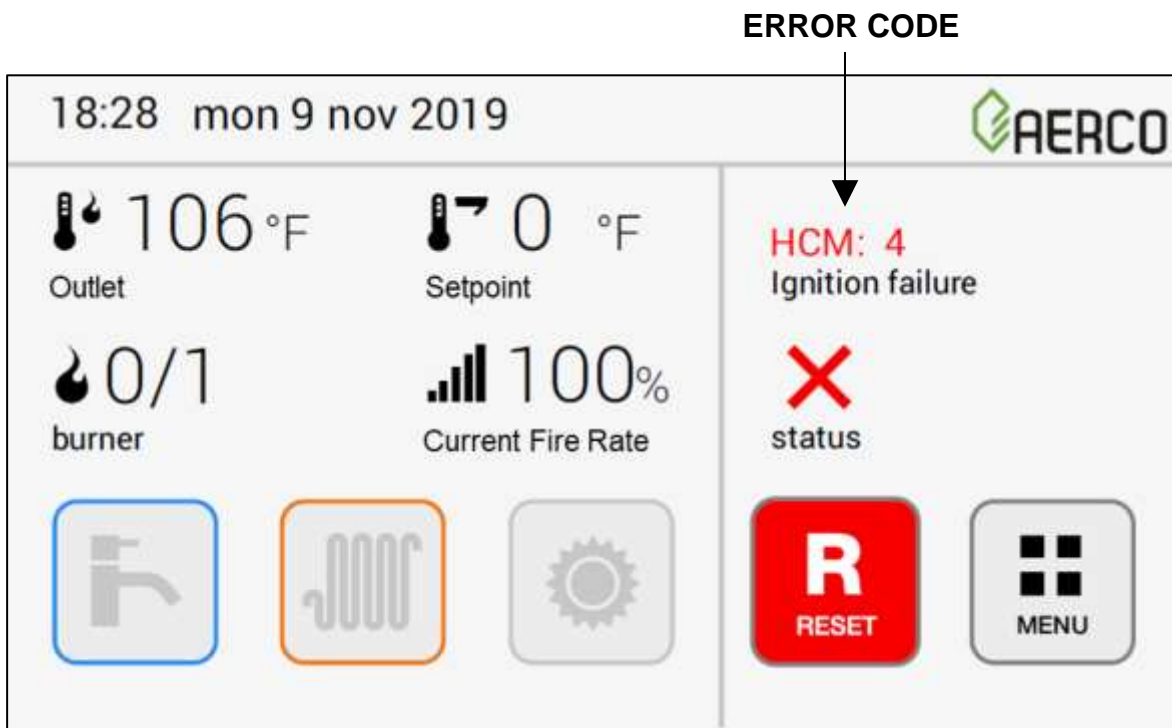 ERROR CODE
18:28 mon 9 nov 2019
AERCO
106 °F
Outlet
0 °F
Setpoint
HCM: 4
Ignition failure
0/1
burner
100%
Current Fire Rate
status
R
RESET
MENU